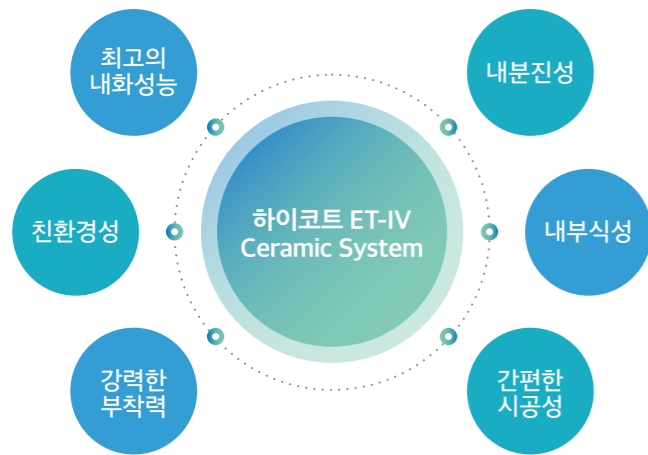 최고의
내화성능
내분진성
친환경성
하이코트 ET-IV
Ceramic System
내부식성
강력한
부착력
간편한
시공성